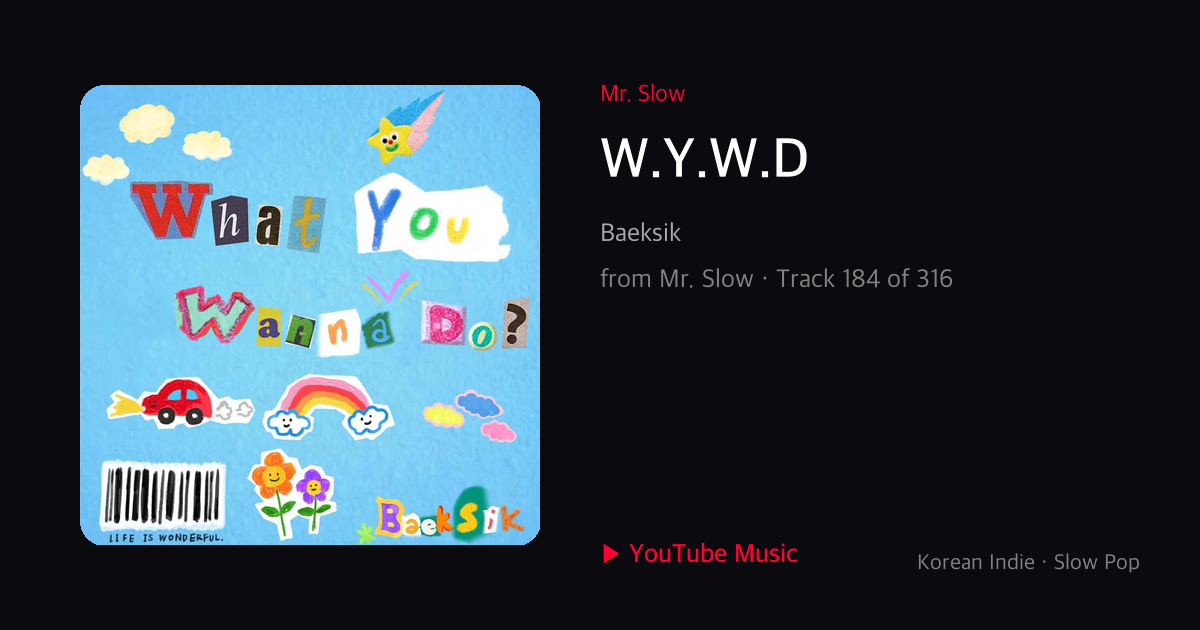 What You
Wanna Do?
LIFE IS WONDERFUL.
BaekSik
Mr. Slow
W.Y.W.D
Baeksik
from Mr. Slow · Track 184 of 316
YouTube Music
Korean Indie · Slow Pop